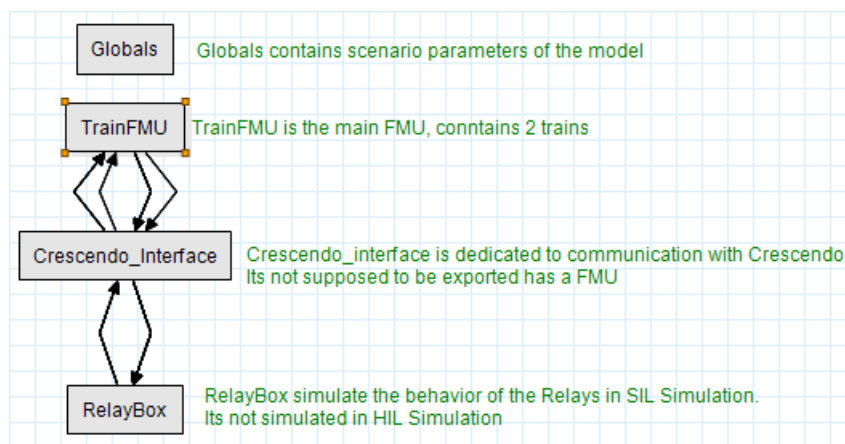 Globals
Globals contains scenario parameters of the model
TrainFMU
TrainFMU is the main FMU, conntains 2 trains
Crescendo_Interface
Crescendo_interface is dedicated to communication with Crescendo
Its not supposed to be exported has a FMU
RelayBox
RelayBox simulate the behavior of the Relays in SIL Simulation.
Its not simulated in HIL Simulation